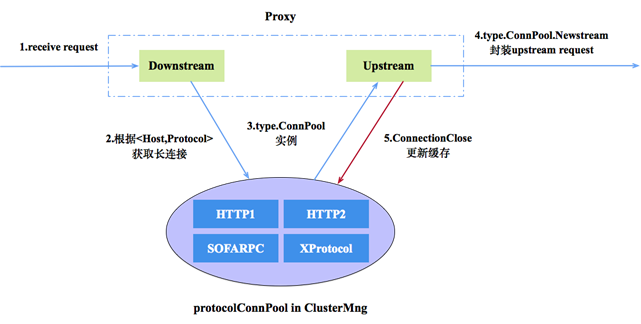 Proxy
1.receive request
4.type.ConnPool.Newstream
封装upstream request
Downstream
Upstream
2.根据<Host,Protocol>
获取长连接
3.type.ConnPool
实例
5.ConnectionClose
更新缓存
HTTP1
HTTP2
SOFARPC
XProtocol
protocolConnPool in ClusterMng